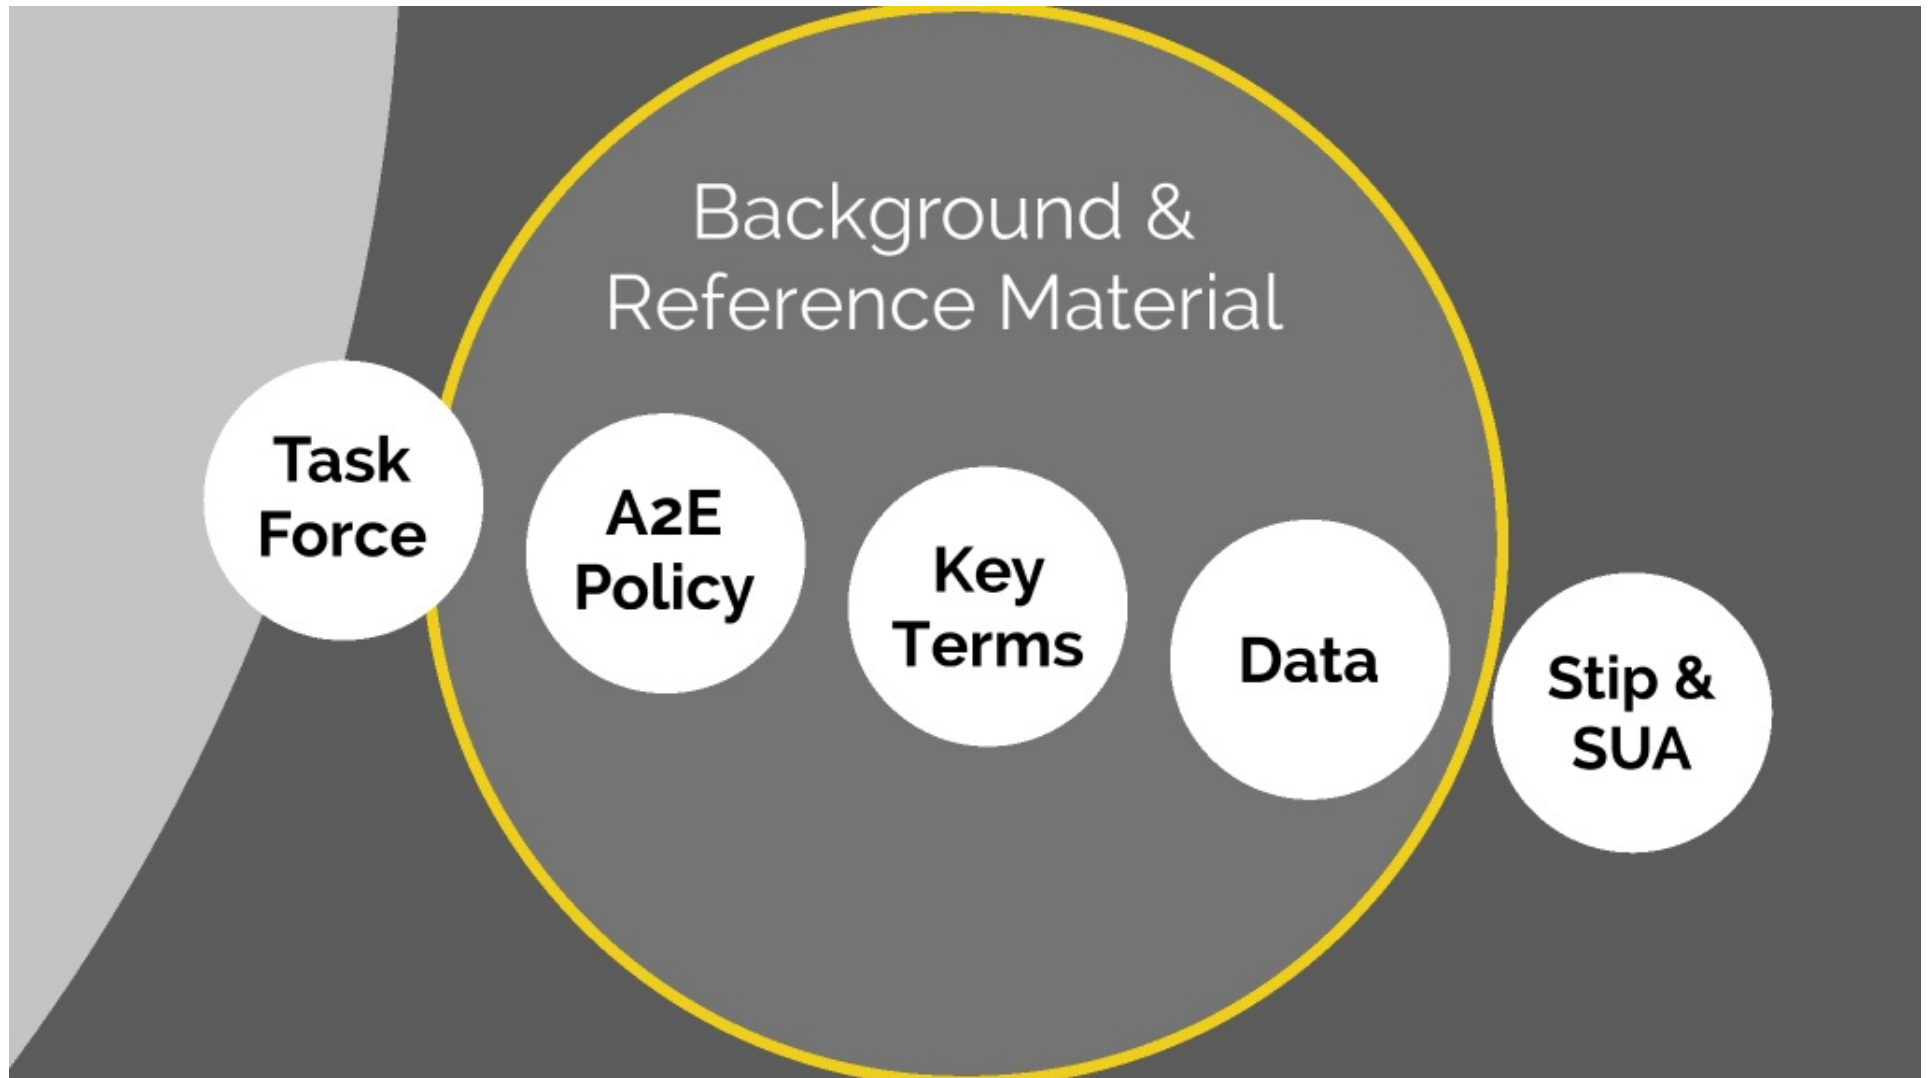 Background &
Reference Material
Task
Force
A2E
Policy
Key
Terms
Data
Stip &
SUA